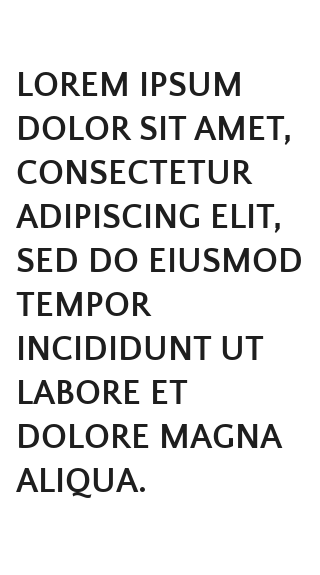 LOREM IPSUM
DOLOR SIT AMET,
CONSECTETUR
ADIPISCING ELIT,
SED DO EIUSMOD
TEMPOR
INCIDIDUNT UT
LABORE ET
DOLORE MAGNA
ALIQUA.